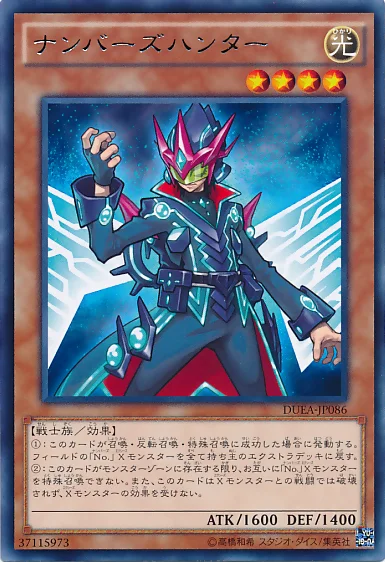 ナンバーズハンター
光
DUEA-JP086
【戦士族/効果】
①:このカードが召喚・反転召喚・特殊召喚に成功した場合に発動する。
フィールドの「No.」Xモンスターを全て持ち主のエクストラデッキに戻す。
②:このカードがモンスターゾーンに存在する限り、お互いに「No.」Xモンスター
を特殊召喚できない。また、このカードはXモンスターとの戦闘では破壊
されず、Xモンスターの効果を受けない。
ATK/1600 DEF/1400
37115973
©高橋和希 スタジオ・ダイス/集英社